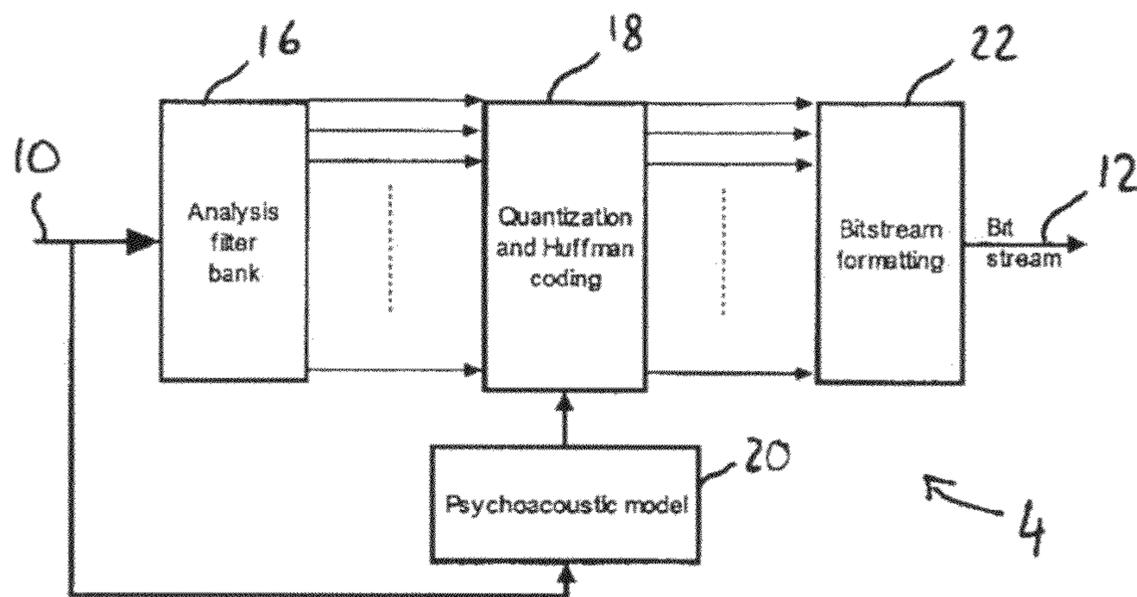 16
18
22
10
12
Analysis
filter
bank
Quantization
and Huffman
coding
Bitstream
formatting
Bit
stream
20
Psychoacoustic model
4